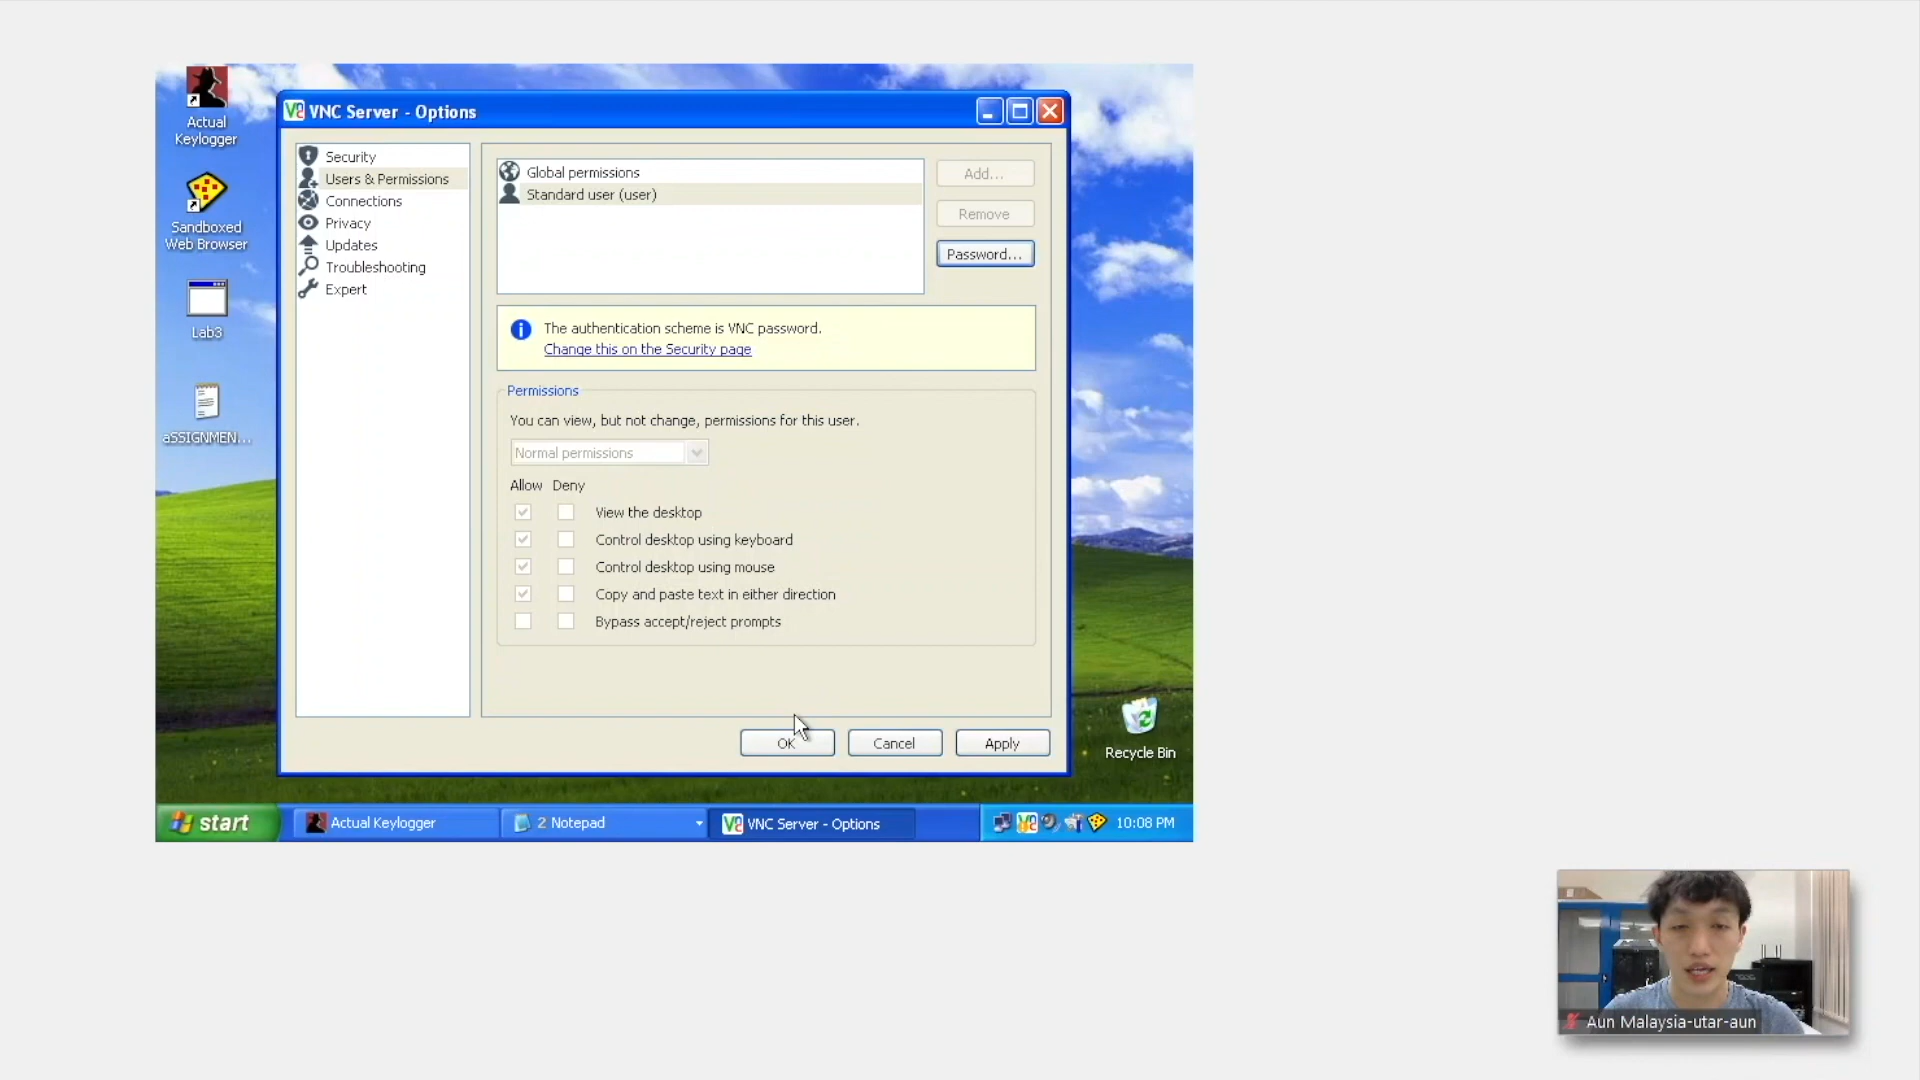 Actual
Keylogger
Sandboxed
Web Browser
Lab3
aSSIGNMEN...
VNC Server - Options
Security
Users & Permissions
Connections
Privacy
Updates
Troubleshooting
Expert
Global permissions
Standard user (user)
Add...
Remove
Password...
The authentication scheme is VNC password.
Change this on the Security page
Permissions
You can view, but not change, permissions for this user.
Normal permissions
Allow Deny
View the desktop
Control desktop using keyboard
Control desktop using mouse
Copy and paste text in either direction
Bypass accept/reject prompts
OK
Cancel
Apply
Recycle Bin
start
Actual Keylogger
2 Notepad
VNC Server - Options
10:08 PM
Aun Malaysia-utar-aun